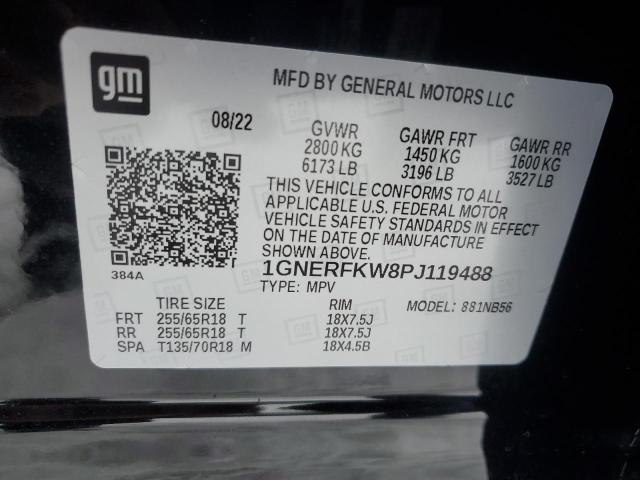 gm
MFD BY GENERAL MOTORS LLC
08/22 GVWR GAWR FRT GAWR RR
2800 KG 1450 KG 1600 KG
6173 LB 3196 LB 3527 LB
THIS VEHICLE CONFORMS TO ALL
APPLICABLE U.S. FEDERAL MOTOR
VEHICLE SAFETY STANDARDS IN EFFECT
ON THE DATE OF MANUFACTURE
SHOWN ABOVE.
384A 1GNERFKW8PJ119488
TYPE: MPV MODEL: 881NB56
TIRE SIZE RIM
FRT 255/65R18 T 18X7.5J
RR 255/65R18 T 18X7.5J
SPA T135/70R18 M 18X4.5B